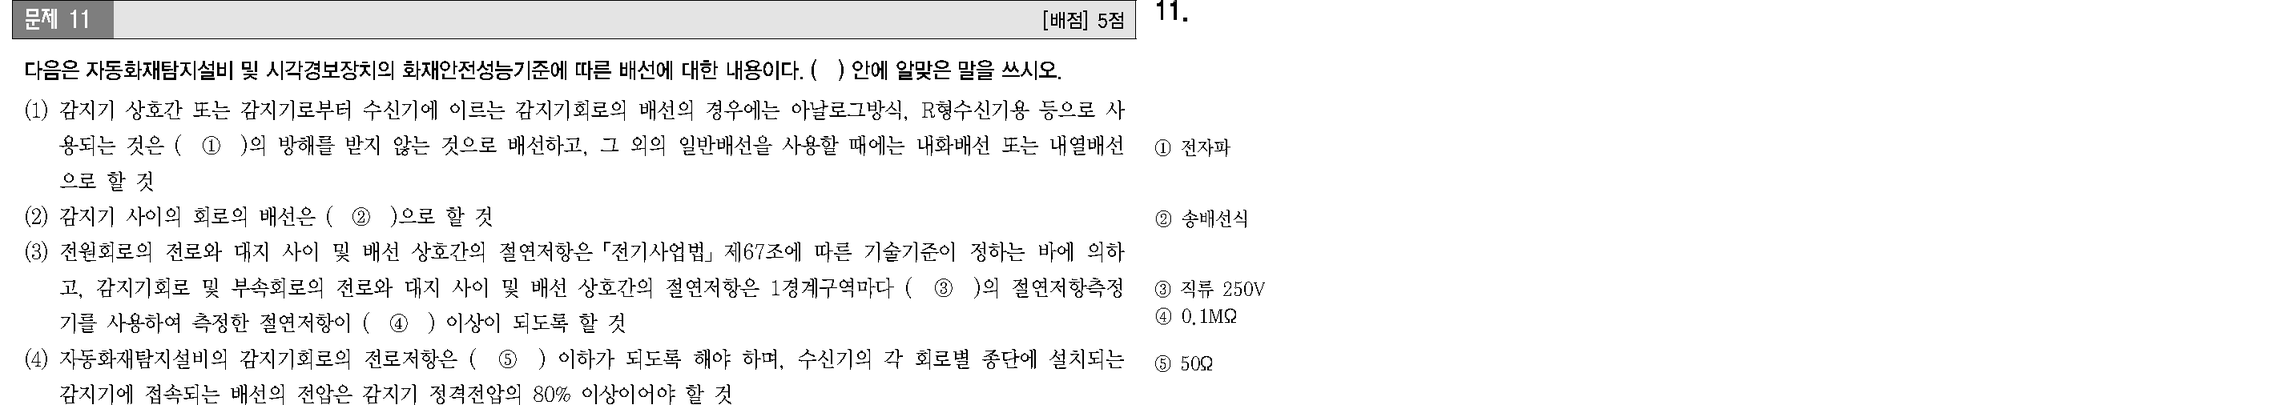 문제 11 [배점] 5점
다음은 자동화재탐지설비 및 시각경보장치의 화재안전성능기준에 따른 배선에 대한 내용이다. (   ) 안에 알맞은 말을 쓰시오.
(1) 감지기 상호간 또는 감지기로부터 수신기에 이르는 감지기회로의 배선의 경우에는 아날로그방식, R형수신기용 등으로 사
용되는 것은 ( ① )의 방해를 받지 않는 것으로 배선하고, 그 외의 일반배선을 사용할 때에는 내화배선 또는 내열배선
으로 할 것
(2) 감지기 사이의 회로의 배선은 ( ② )으로 할 것
(3) 전원회로의 전로와 대지 사이 및 배선 상호간의 절연저항은 「전기사업법」 제67조에 따른 기술기준이 정하는 바에 의하
고, 감지기회로 및 부속회로의 전로와 대지 사이 및 배선 상호간의 절연저항은 1경계구역마다 ( ③ )의 절연저항측정
기를 사용하여 측정한 절연저항이 ( ④ ) 이상이 되도록 할 것
(4) 자동화재탐지설비의 감지기회로의 전로저항은 ( ⑤ ) 이하가 되도록 해야 하며, 수신기의 각 회로별 종단에 설치되는
감지기에 접속되는 배선의 전압은 감지기 정격전압의 80% 이상이어야 할 것
11.
① 전자파
② 송배선식
③ 직류 250V
④ 0.1MΩ
⑤ 50Ω